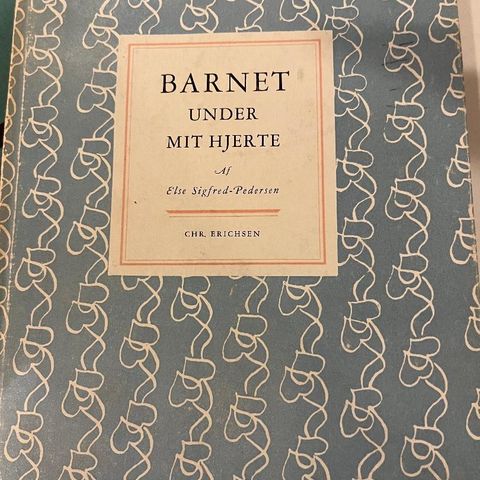 BARNET
UNDER
MIT HJERTE
Af
Else Sigfred-Pedersen
CHR. ERICHSEN